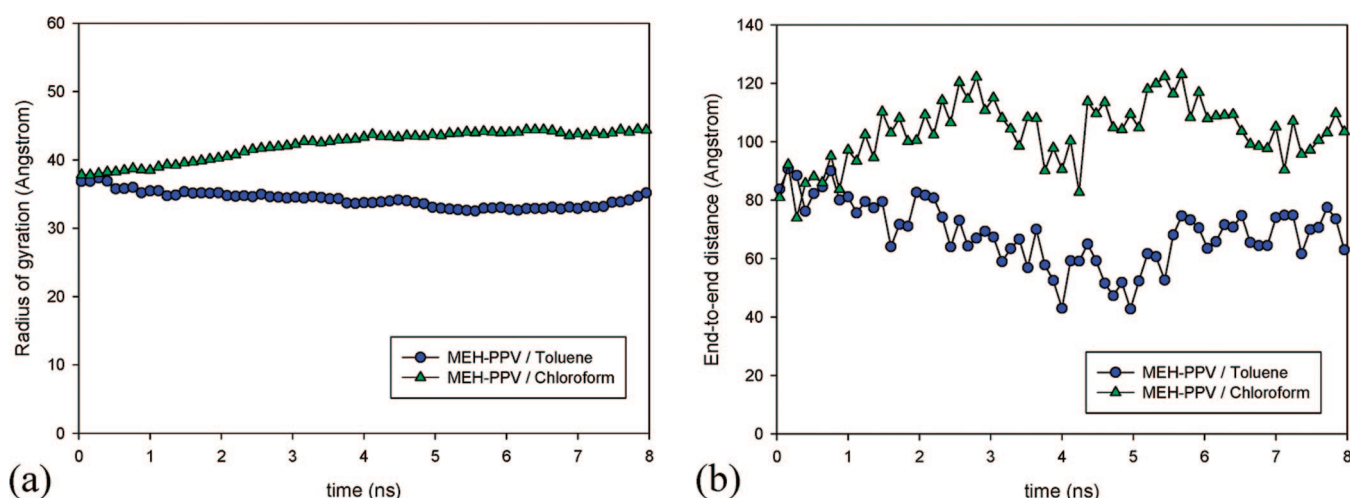 60
50
40
30
20
10
0
Radius of gyration (Angstrom)
MEH-PPV / Toluene
MEH-PPV / Chloroform
0 1 2 3 4 5 6 7 8
time (ns)
(a)
140
120
100
80
60
40
20
0
End-to-end distance (Angstrom)
MEH-PPV / Toluene
MEH-PPV / Chloroform
0 1 2 3 4 5 6 7 8
time (ns)
(b)